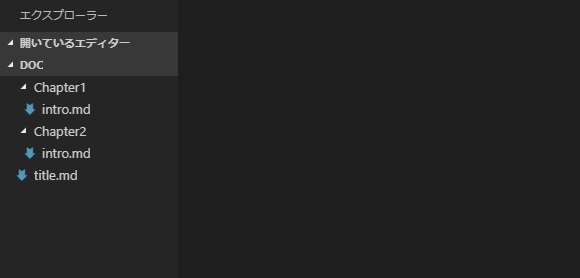 エクスプローラー
開いているエディター
DOC
Chapter1
intro.md
Chapter2
intro.md
title.md